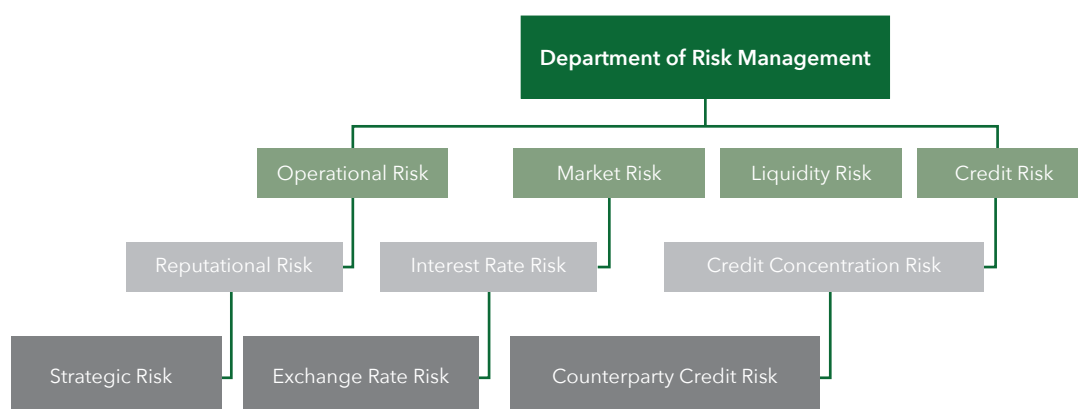 Department of Risk Management
Operational Risk
Market Risk
Liquidity Risk
Credit Risk
Reputational Risk
Interest Rate Risk
Credit Concentration Risk
Strategic Risk
Exchange Rate Risk
Counterparty Credit Risk